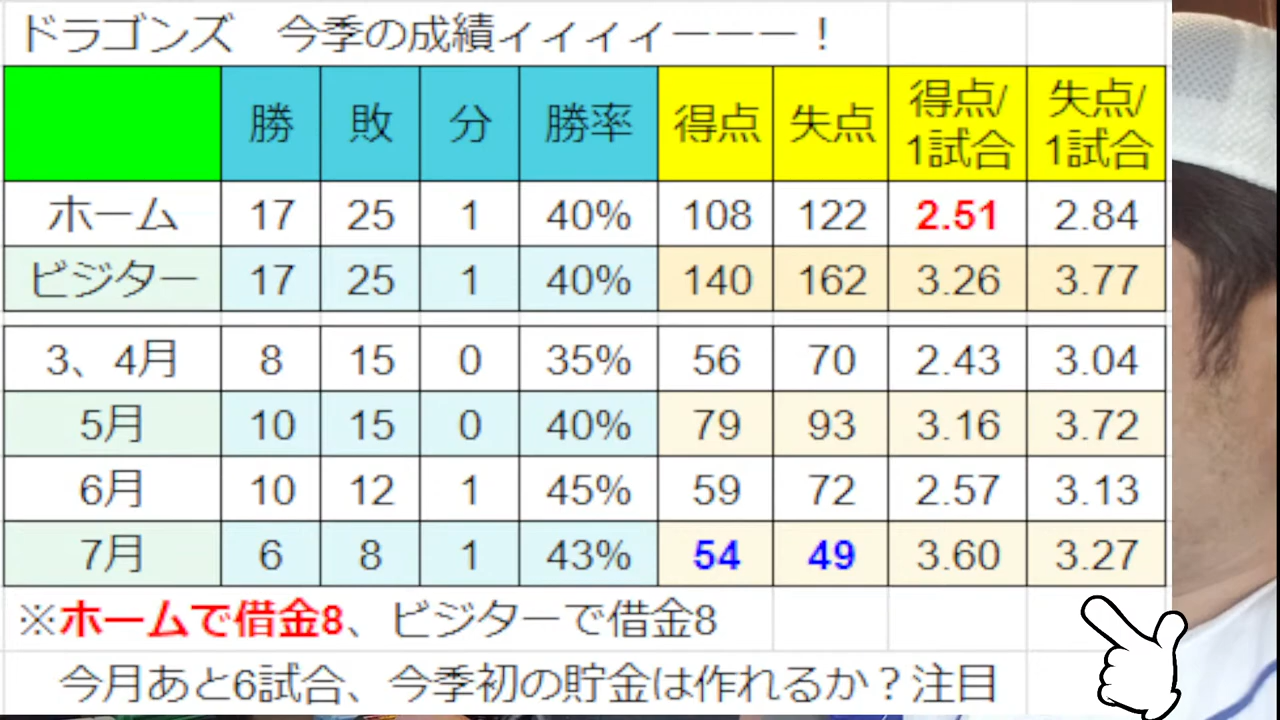 ドラゴンズ　今季の成績ィィィィーーー！
勝 敗 分 勝率 得点 失点 得点/1試合 失点/1試合
ホーム 17 25 1 40% 108 122 2.51 2.84
ビジター 17 25 1 40% 140 162 3.26 3.77
3、4月 8 15 0 35% 56 70 2.43 3.04
5月 10 15 0 40% 79 93 3.16 3.72
6月 10 12 1 45% 59 72 2.57 3.13
7月 6 8 1 43% 54 49 3.60 3.27
※ホームで借金8、ビジターで借金8
今月あと6試合、今季初の貯金は作れるか？注目